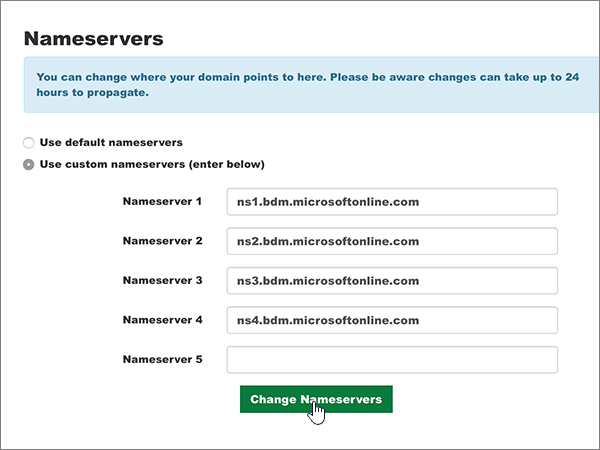 Nameservers
You can change where your domain points to here. Please be aware changes can take up to 24
hours to propagate.
Use default nameservers
Use custom nameservers (enter below)
Nameserver 1 ns1.bdm.microsoftonline.com
Nameserver 2 ns2.bdm.microsoftonline.com
Nameserver 3 ns3.bdm.microsoftonline.com
Nameserver 4 ns4.bdm.microsoftonline.com
Nameserver 5
Change Nameservers